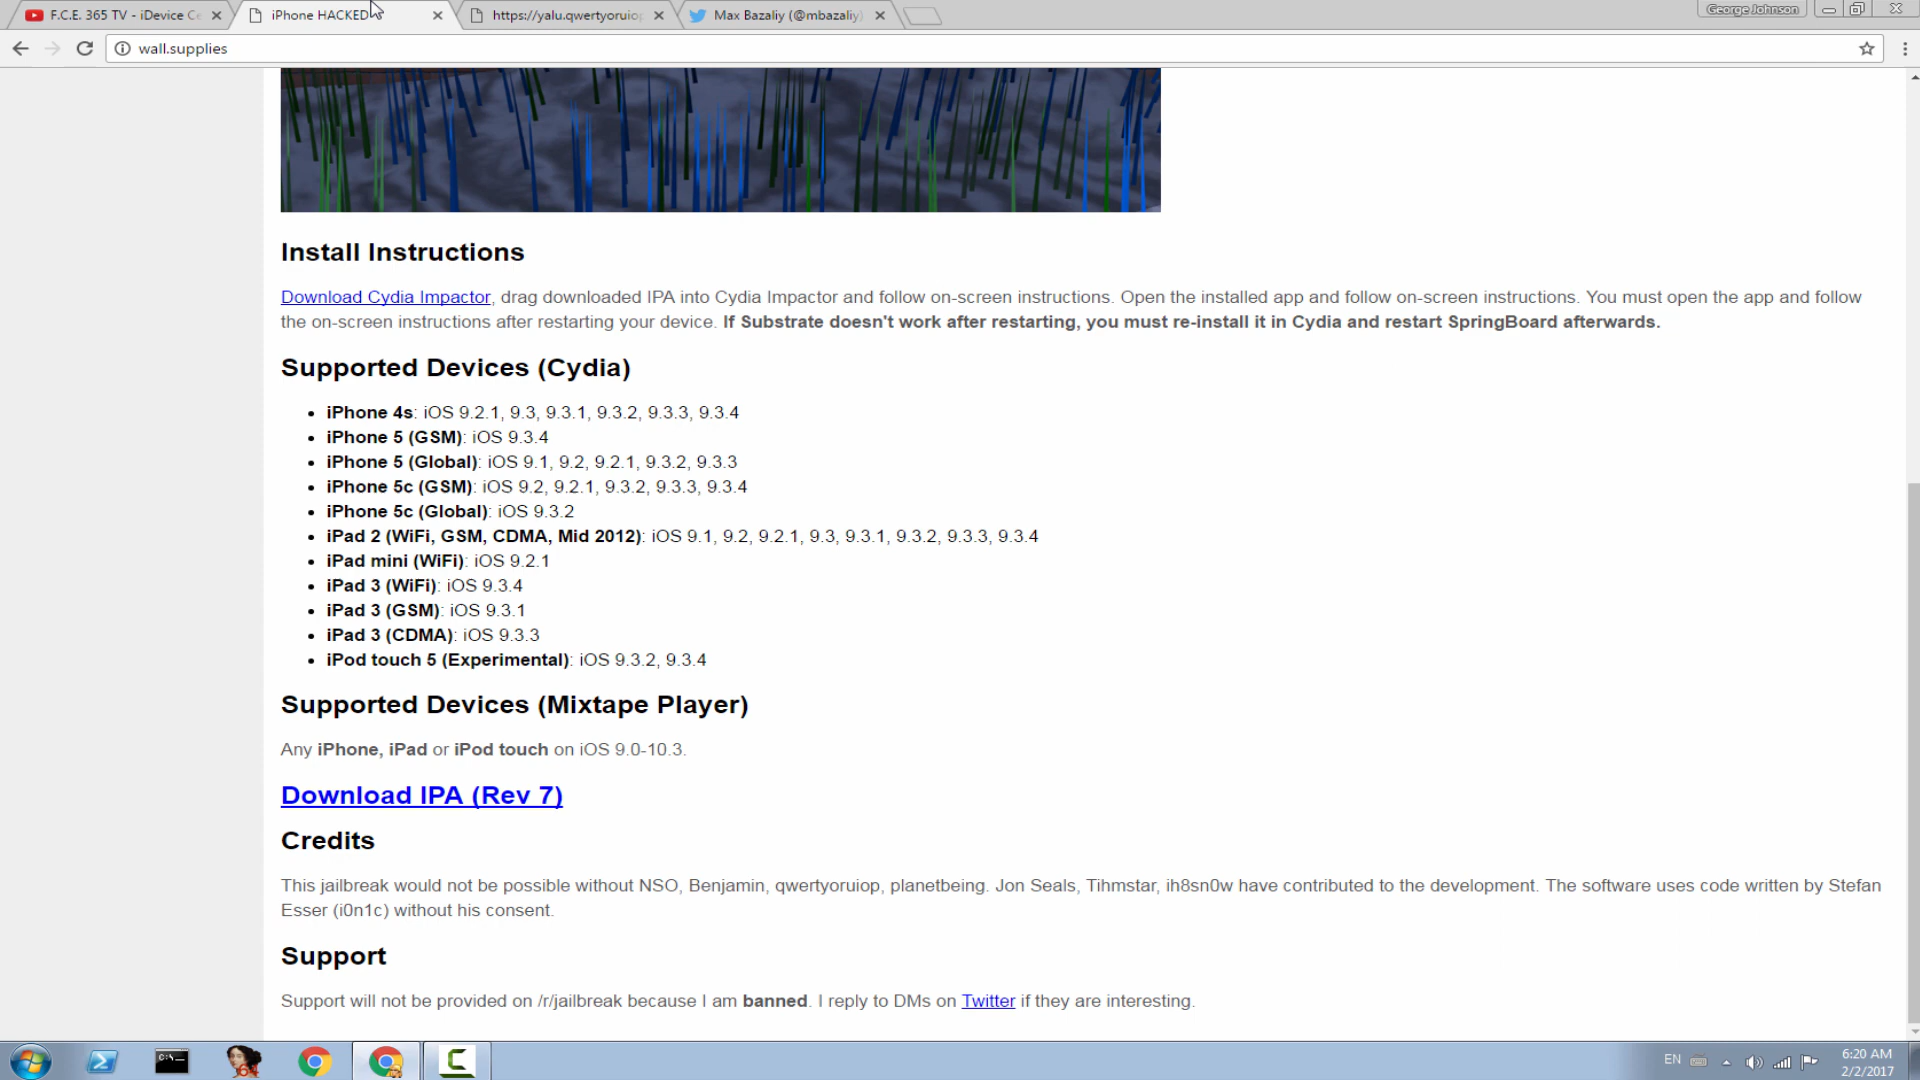 F.C.E. 365 TV - iDevice Ce
iPhone HACKED
https://yalu.qwertyoruiop
Max Bazaliy (@mbazaliy)
George Johnson
wall.supplies
Install Instructions
Download Cydia Impactor, drag downloaded IPA into Cydia Impactor and follow on-screen instructions. Open the installed app and follow on-screen instructions. You must open the app and follow
the on-screen instructions after restarting your device. If Substrate doesn't work after restarting, you must re-install it in Cydia and restart SpringBoard afterwards.
Supported Devices (Cydia)
• iPhone 4s: iOS 9.2.1, 9.3, 9.3.1, 9.3.2, 9.3.3, 9.3.4
• iPhone 5 (GSM): iOS 9.3.4
• iPhone 5 (Global): iOS 9.1, 9.2, 9.2.1, 9.3.2, 9.3.3
• iPhone 5c (GSM): iOS 9.2, 9.2.1, 9.3.2, 9.3.3, 9.3.4
• iPhone 5c (Global): iOS 9.3.2
• iPad 2 (WiFi, GSM, CDMA, Mid 2012): iOS 9.1, 9.2, 9.2.1, 9.3, 9.3.1, 9.3.2, 9.3.3, 9.3.4
• iPad mini (WiFi): iOS 9.2.1
• iPad 3 (WiFi): iOS 9.3.4
• iPad 3 (GSM): iOS 9.3.1
• iPad 3 (CDMA): iOS 9.3.3
• iPod touch 5 (Experimental): iOS 9.3.2, 9.3.4
Supported Devices (Mixtape Player)
Any iPhone, iPad or iPod touch on iOS 9.0-10.3.
Download IPA (Rev 7)
Credits
This jailbreak would not be possible without NSO, Benjamin, qwertyoruiop, planetbeing. Jon Seals, Tihmstar, ih8sn0w have contributed to the development. The software uses code written by Stefan
Esser (i0n1c) without his consent.
Support
Support will not be provided on /r/jailbreak because I am banned. I reply to DMs on Twitter if they are interesting.
C:\
EN
6:20 AM
2/2/2017